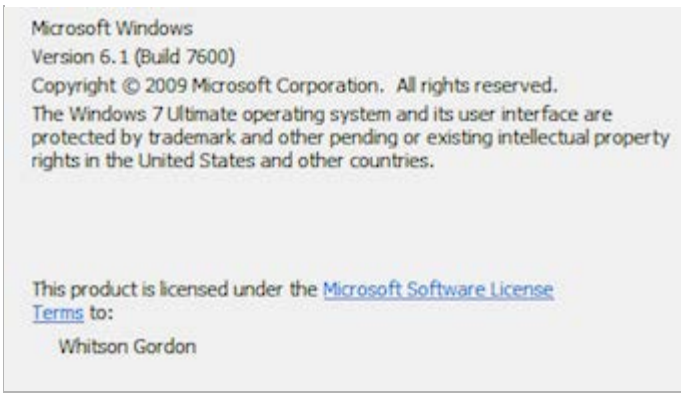 Microsoft Windows
Version 6.1 (Build 7600)
Copyright © 2009 Microsoft Corporation.  All rights reserved.
The Windows 7 Ultimate operating system and its user interface are
protected by trademark and other pending or existing intellectual property
rights in the United States and other countries.
This product is licensed under the Microsoft Software License
Terms to:
Whitson Gordon